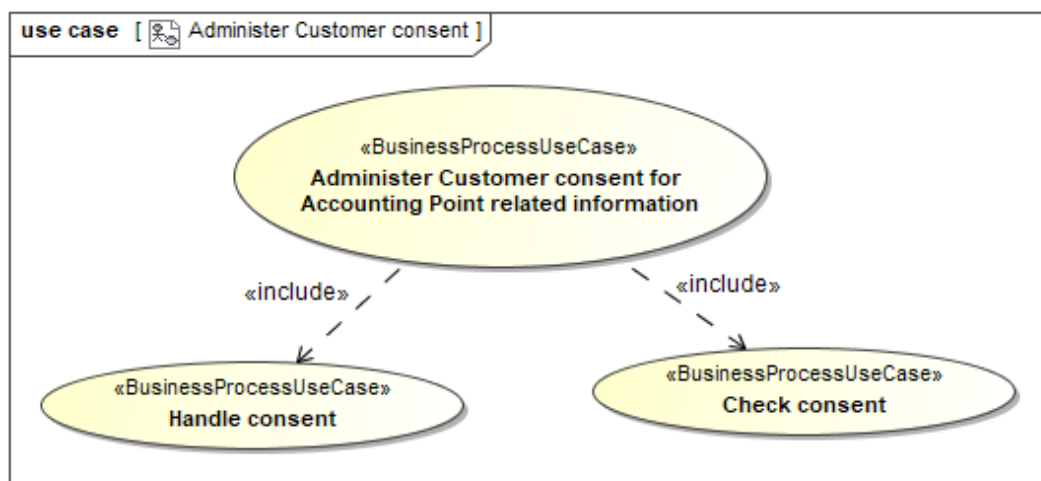 use case [ Administer Customer consent ]
«BusinessProcessUseCase»
Administer Customer consent for
Accounting Point related information
«include»
«include»
«BusinessProcessUseCase»
Handle consent
«BusinessProcessUseCase»
Check consent